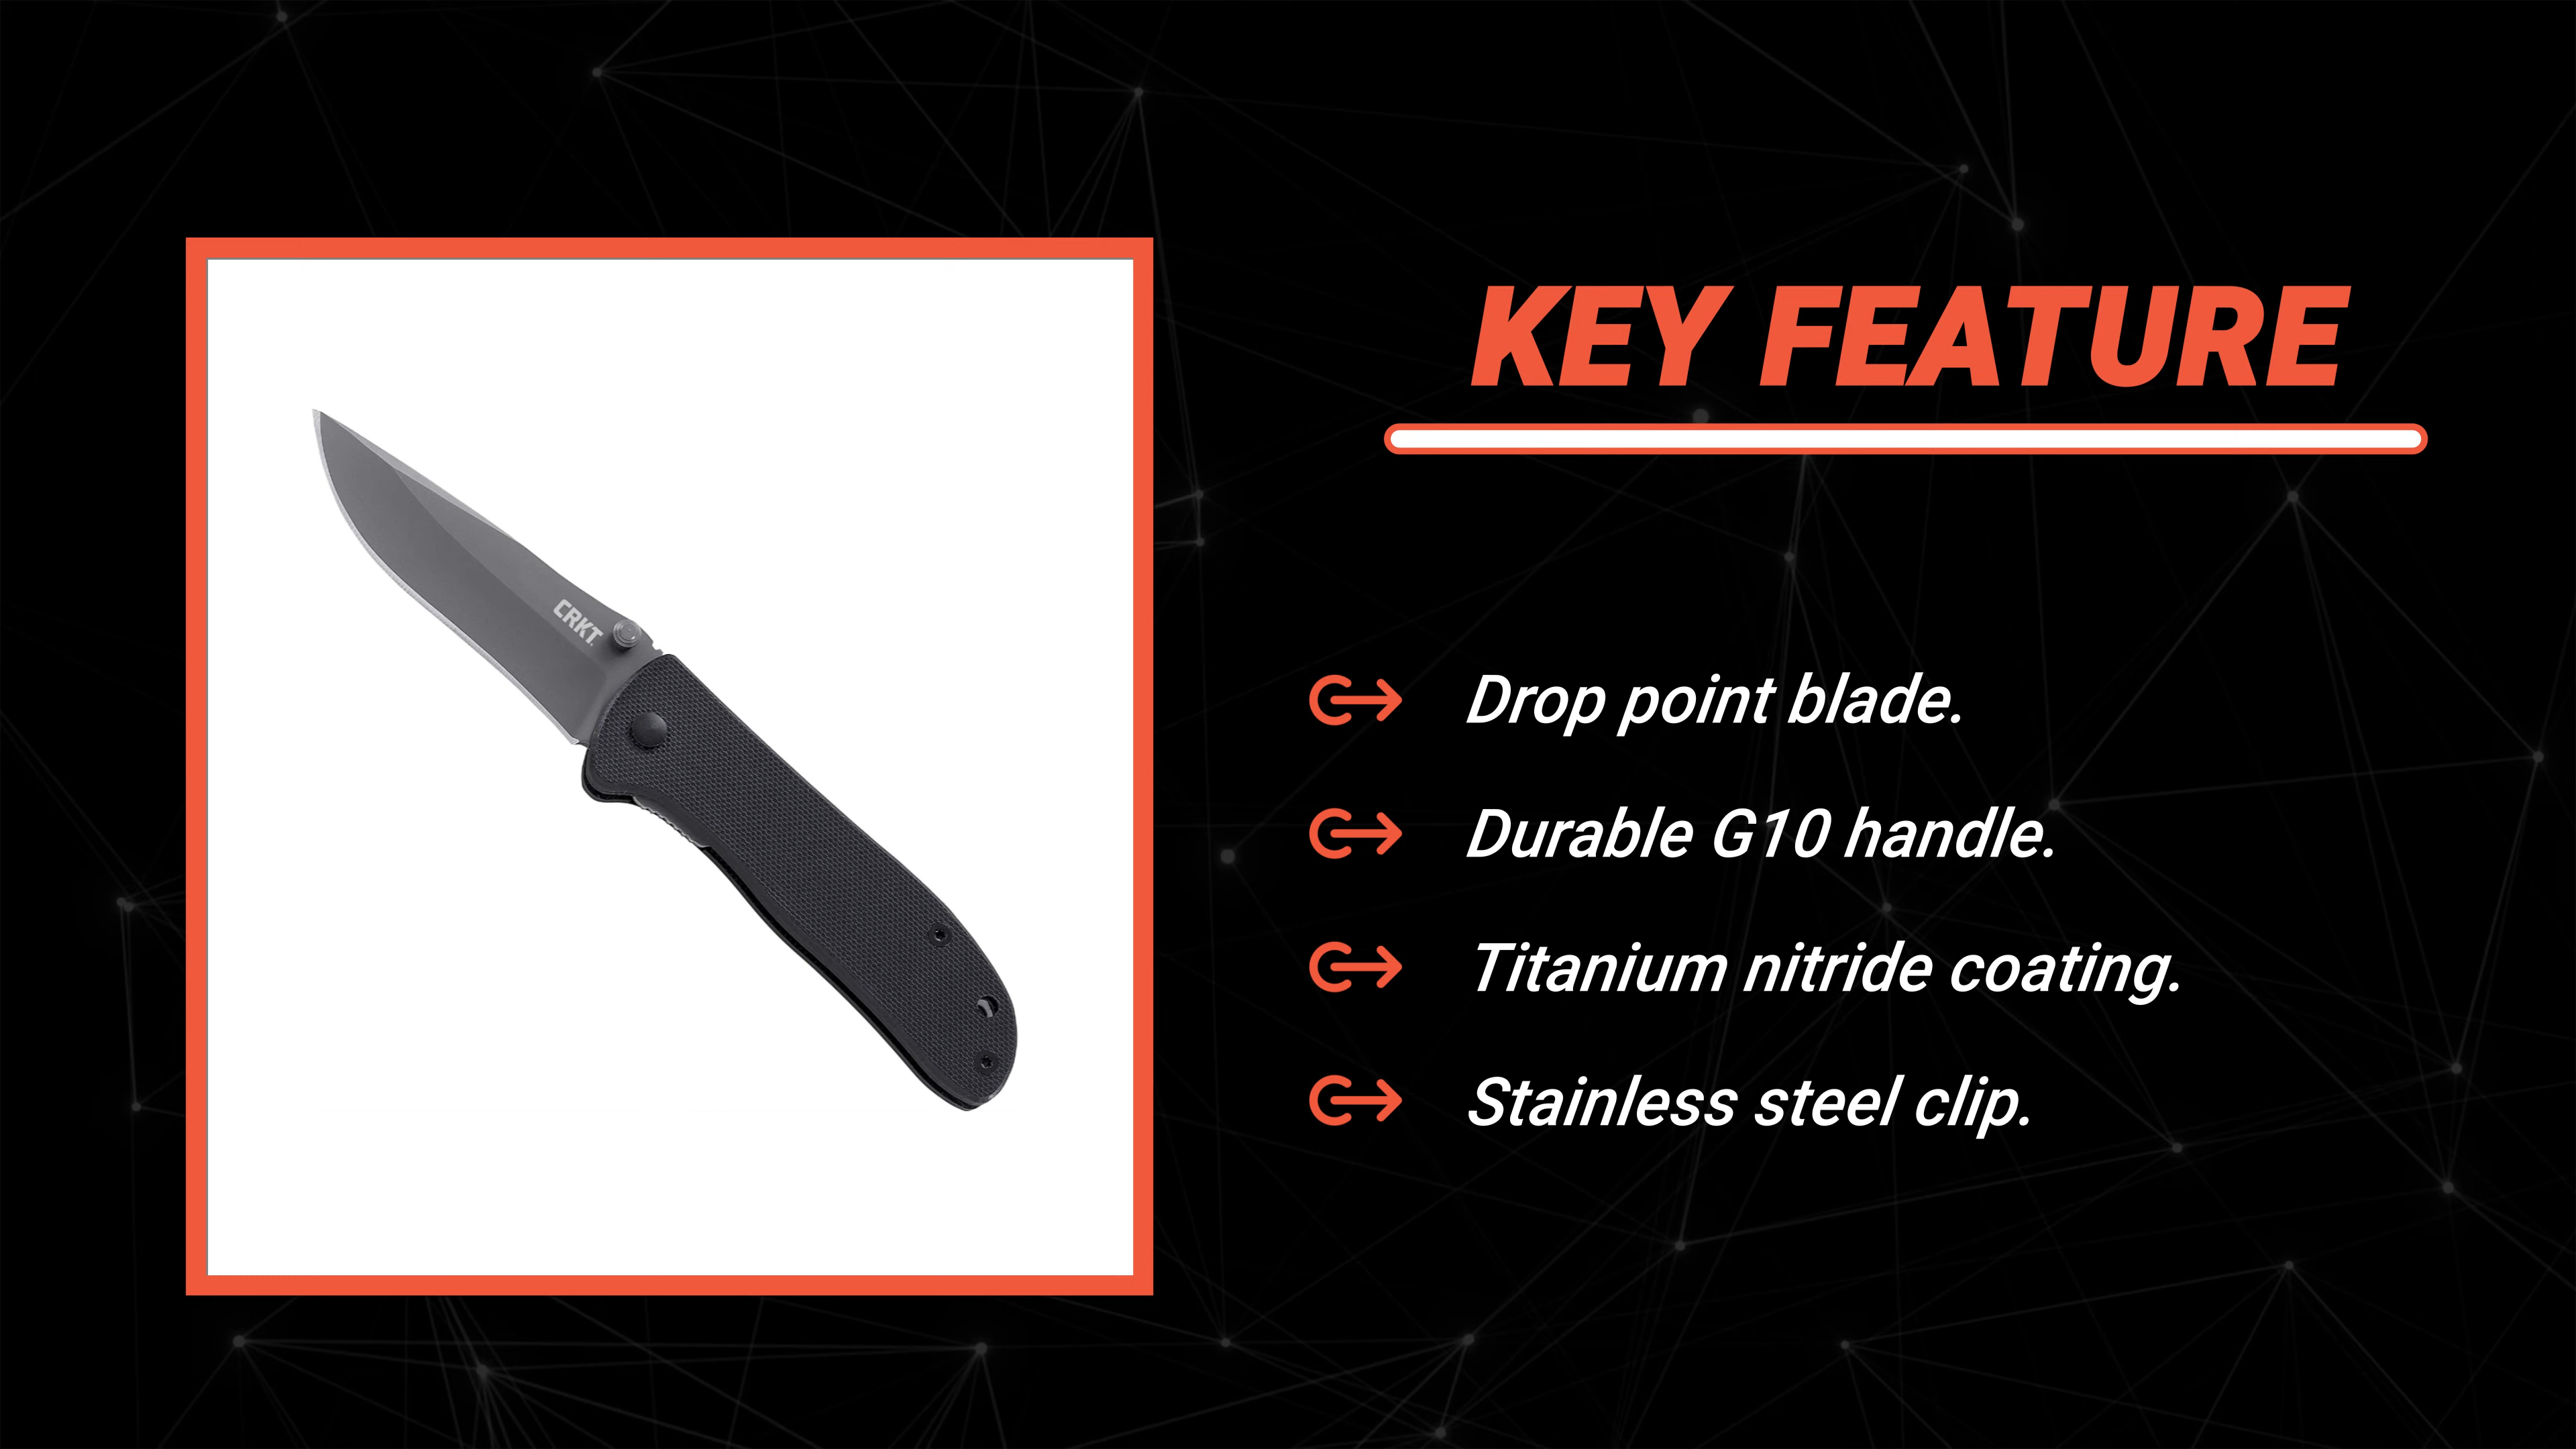 CRKT
KEY FEATURE
Drop point blade.
Durable G10 handle.
Titanium nitride coating.
Stainless steel clip.